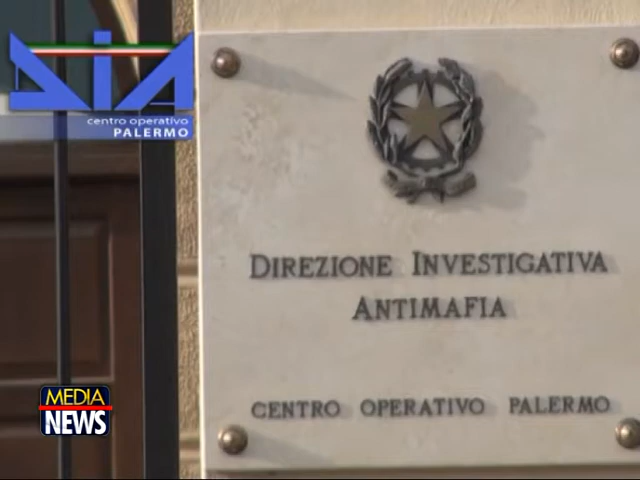 DIA
centro operativo
PALERMO
DIREZIONE INVESTIGATIVA
ANTIMAFIA
CENTRO OPERATIVO PALERMO
MEDIA
NEWS